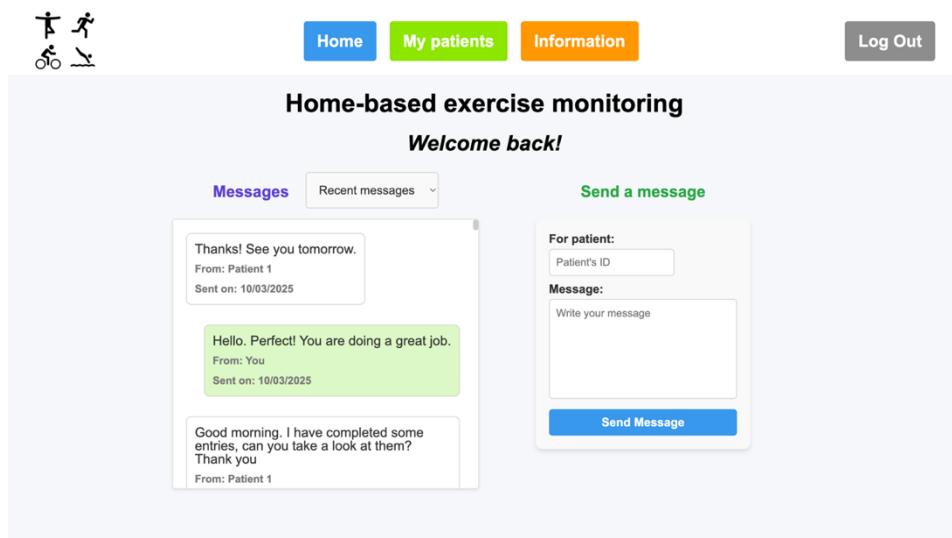 Home
My patients
Information
Log Out
Home-based exercise monitoring
Welcome back!
Messages
Recent messages
Thanks! See you tomorrow.
From: Patient 1
Sent on: 10/03/2025
Hello. Perfect! You are doing a great job.
From: You
Sent on: 10/03/2025
Good morning. I have completed some
entries, can you take a look at them?
Thank you
From: Patient 1
Send a message
For patient:
Patient's ID
Message:
Write your message
Send Message